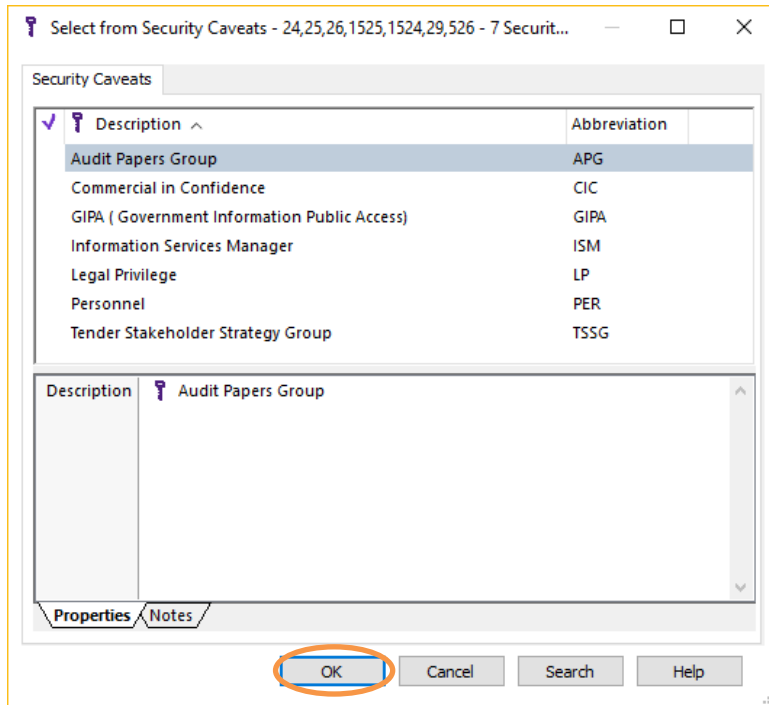 Select from Security Caveats - 24,25,26,1525,1524,29,526 - 7 Securit...
Security Caveats
Description Abbreviation
Audit Papers Group APG
Commercial in Confidence CIC
GIPA ( Government Information Public Access) GIPA
Information Services Manager ISM
Legal Privilege LP
Personnel PER
Tender Stakeholder Strategy Group TSSG
Description Audit Papers Group
Properties Notes
OK Cancel Search Help